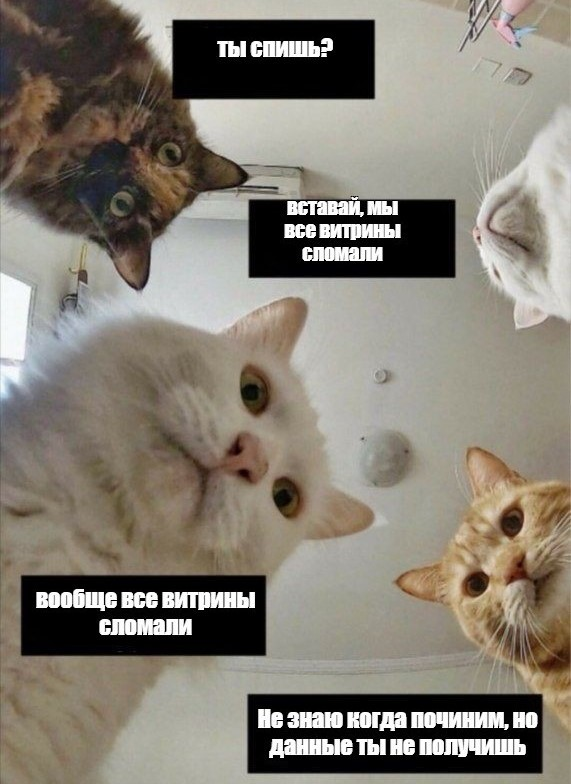 ты спишь?
вставай, мы
все витрины
сломали
вообще все витрины
сломали
Не знаю когда починим, но
данные ты не получишь